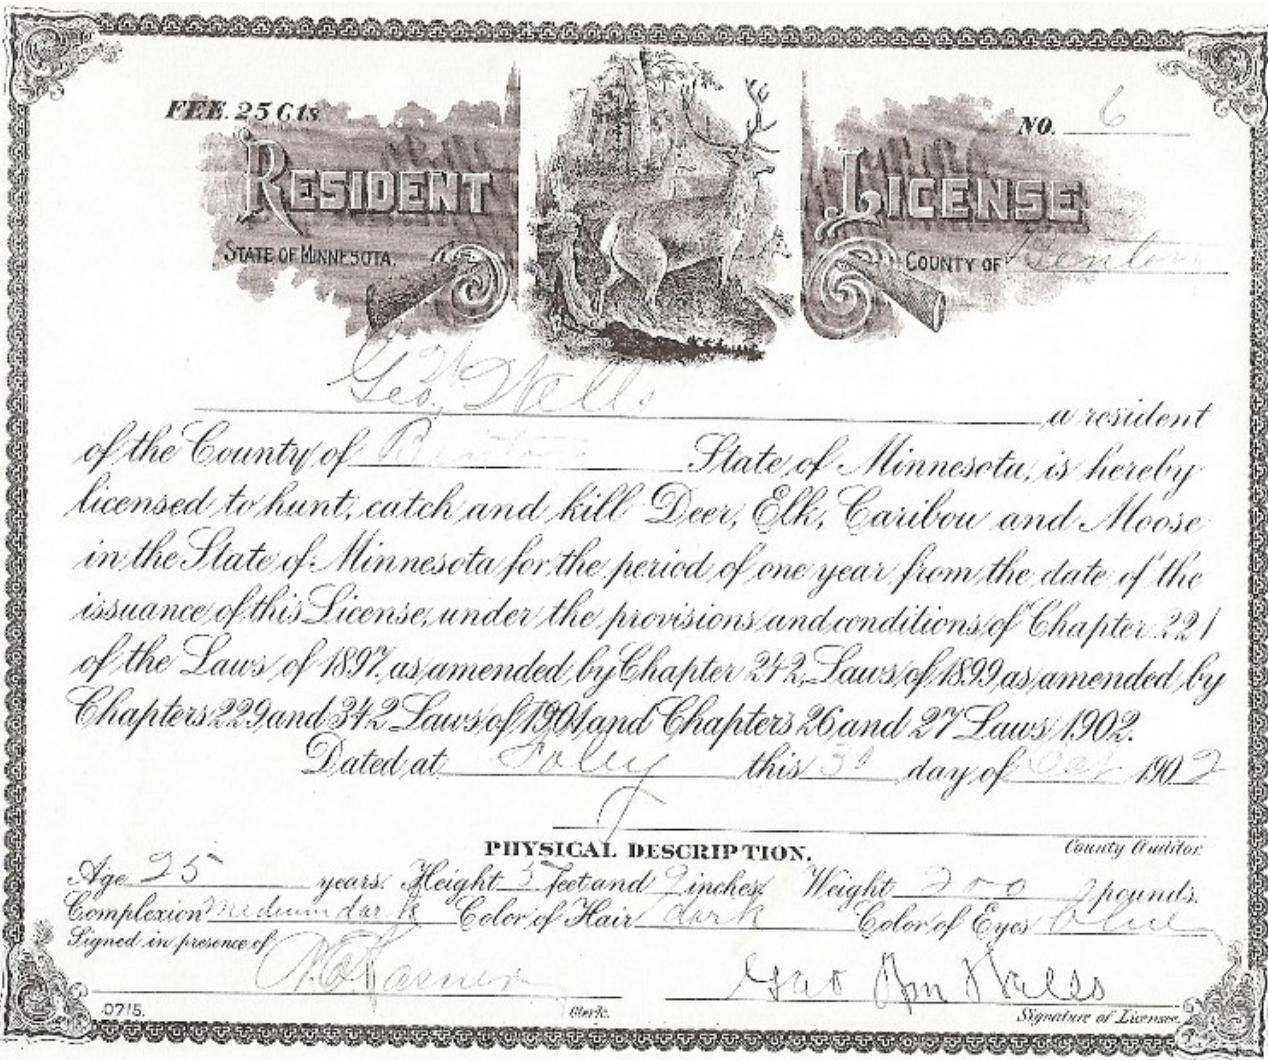 FEE. 25 Cts.
NO. 6
RESIDENT LICENSE
STATE OF MINNESOTA.
COUNTY OF Benton
Geo. W Wells a resident
of the County of Benton State of Minnesota, is hereby
licensed to hunt, catch and kill Deer, Elk, Caribou and Moose
in the State of Minnesota for the period of one year from the date of the
issuance of this License, under the provisions and conditions of Chapter 221
of the Laws of 1897. as amended by Chapter 242, Laws of 1899 as amended by
Chapters 229 and 342 Laws of 1901 and Chapters 26 and 27 Laws 1902.
Dated at Foley this day of 1902
County Auditor.
PHYSICAL DESCRIPTION.
Age 25 years. Height 5 feet and 9 inches. Weight 200 pounds.
Complexion medium dark Color of Hair dark Color of Eyes blue
Signed in presence of
Geo Wm Wells
0715. Clerk. Signature of Licensee.